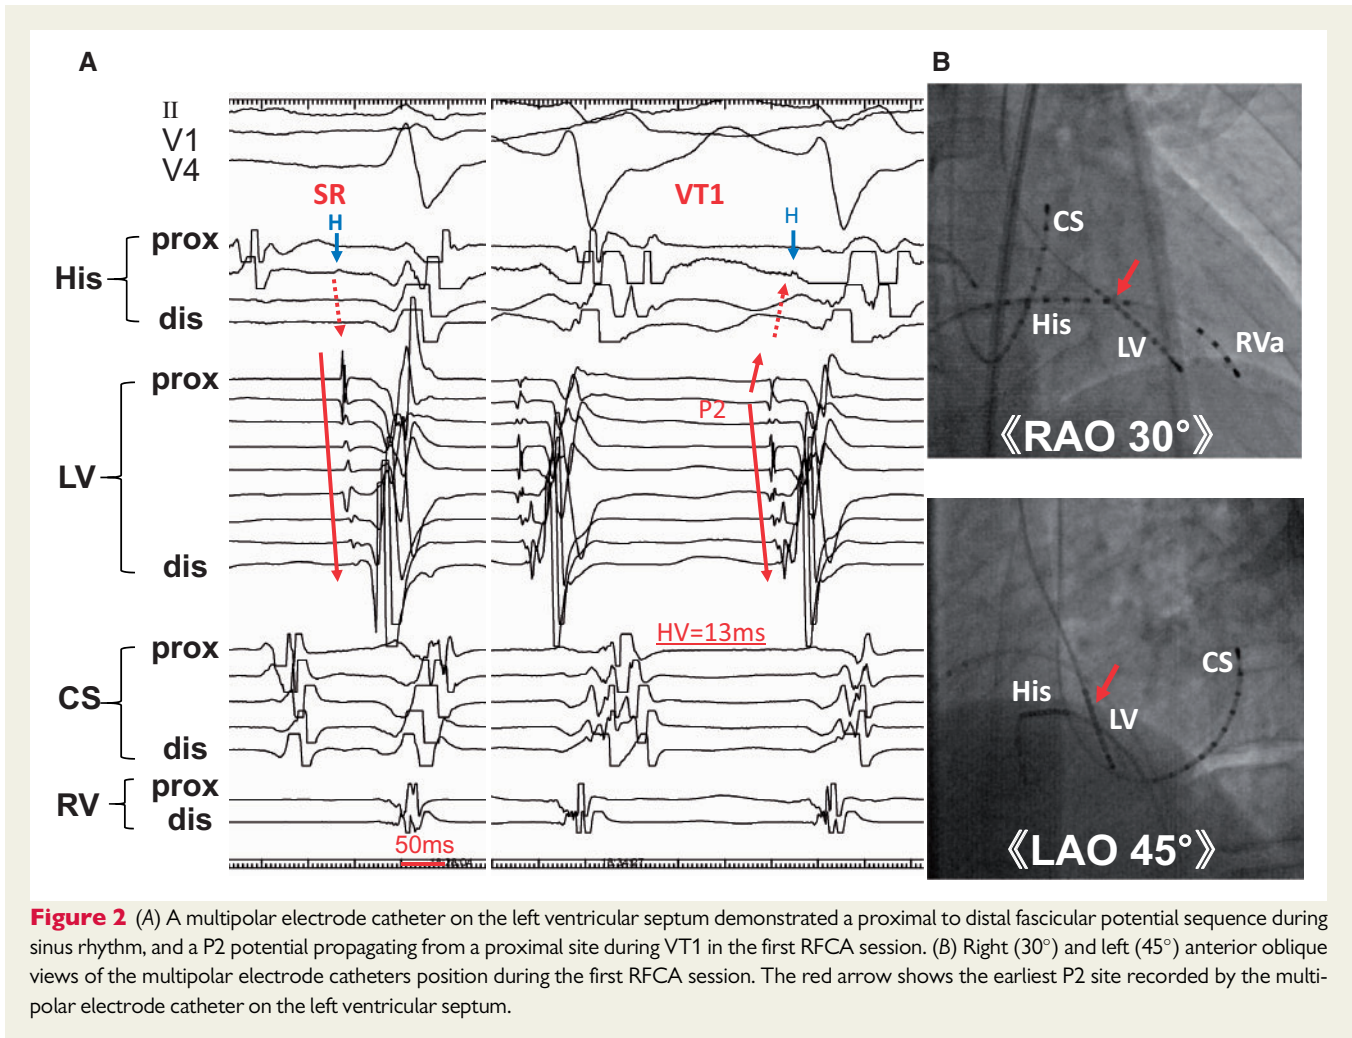 A
II
V1
V4
SR
VT1
H
H
His
prox
dis
LV
prox
dis
P2
HV=13ms
CS
prox
dis
RV
prox
dis
50ms
B
CS
His
LV
RVa
《RAO 30°》
CS
His
LV
《LAO 45°》
Figure 2 (A) A multipolar electrode catheter on the left ventricular septum demonstrated a proximal to distal fascicular potential sequence during
sinus rhythm, and a P2 potential propagating from a proximal site during VT1 in the first RFCA session. (B) Right (30°) and left (45°) anterior oblique
views of the multipolar electrode catheters position during the first RFCA session. The red arrow shows the earliest P2 site recorded by the multi-
polar electrode catheter on the left ventricular septum.